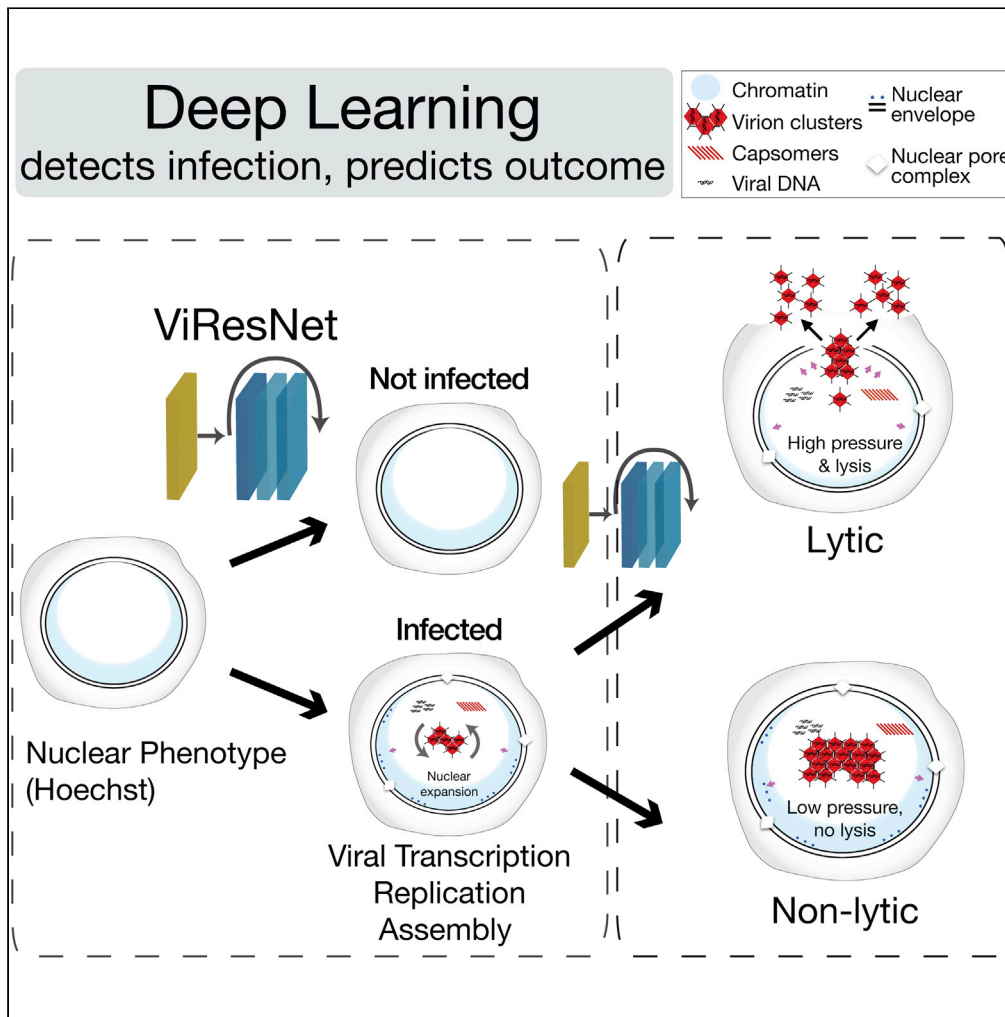 Deep Learning
detects infection, predicts outcome
Chromatin
Virion clusters
Capsomers
Viral DNA
Nuclear
envelope
Nuclear pore
complex
ViResNet
Not infected
High pressure
& lysis
Lytic
Infected
Nuclear
expansion
Nuclear Phenotype
(Hoechst)
Viral Transcription
Replication
Assembly
Low pressure,
no lysis
Non-lytic